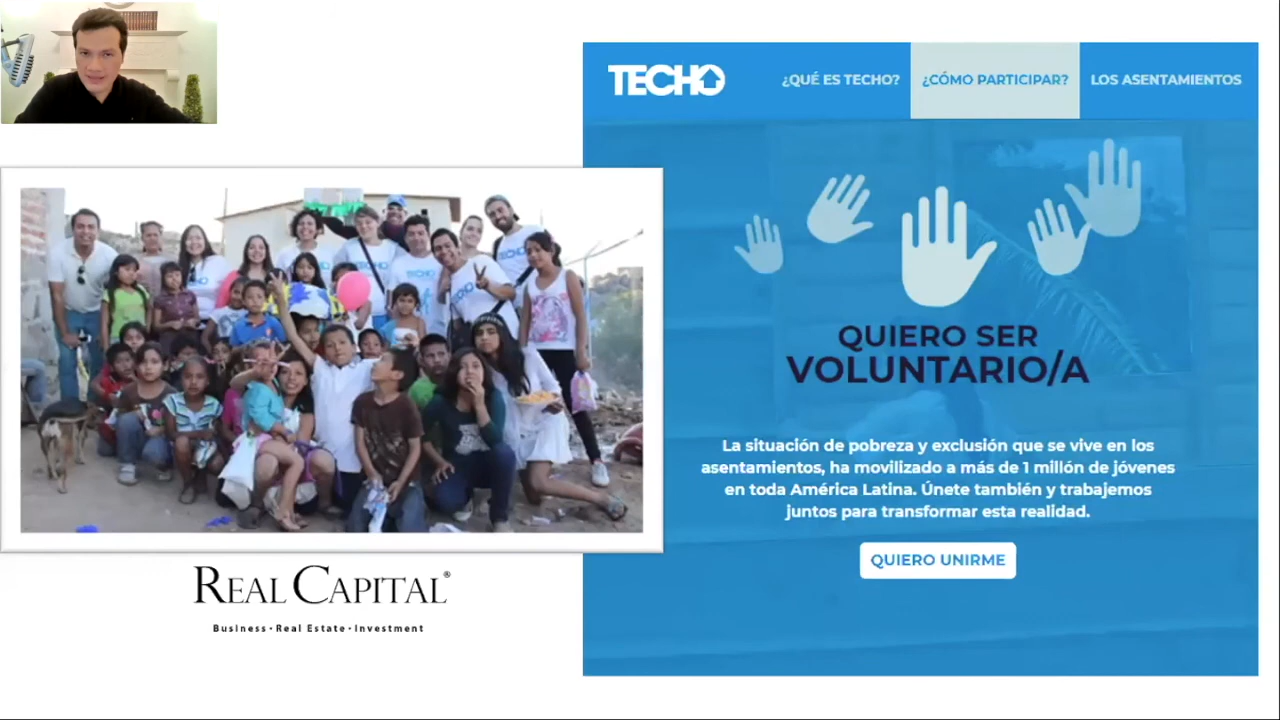 TECHO
¿QUÉ ES TECHO?
¿CÓMO PARTICIPAR?
LOS ASENTAMIENTOS
QUIERO SER
VOLUNTARIO/A
La situación de pobreza y exclusión que se vive en los
asentamientos, ha movilizado a más de 1 millón de jóvenes
en toda América Latina. Únete también y trabajemos
juntos para transformar esta realidad.
QUIERO UNIRME
TECHO
TECHO
REAL CAPITAL®
Business • Real Estate • Investment